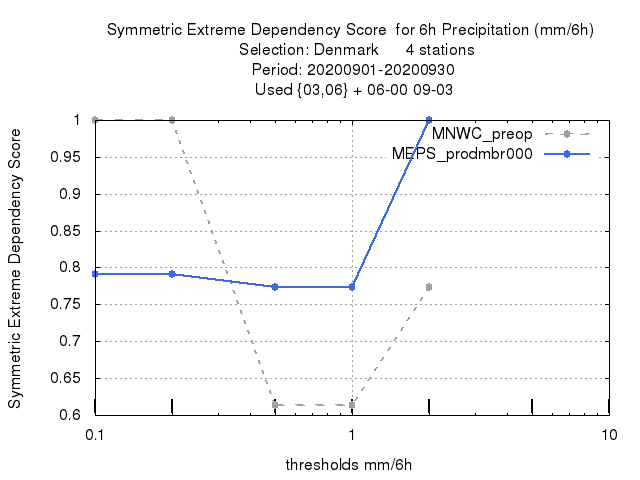 Symmetric Extreme Dependency Score  for 6h Precipitation (mm/6h)
Selection: Denmark      4 stations
Period: 20200901-20200930
Used {03,06} + 06-00 09-03
MNWC_preop
MEPS_prodmbr000
Symmetric Extreme Dependency Score
1
0.95
0.9
0.85
0.8
0.75
0.7
0.65
0.6
0.1
1
10
thresholds mm/6h